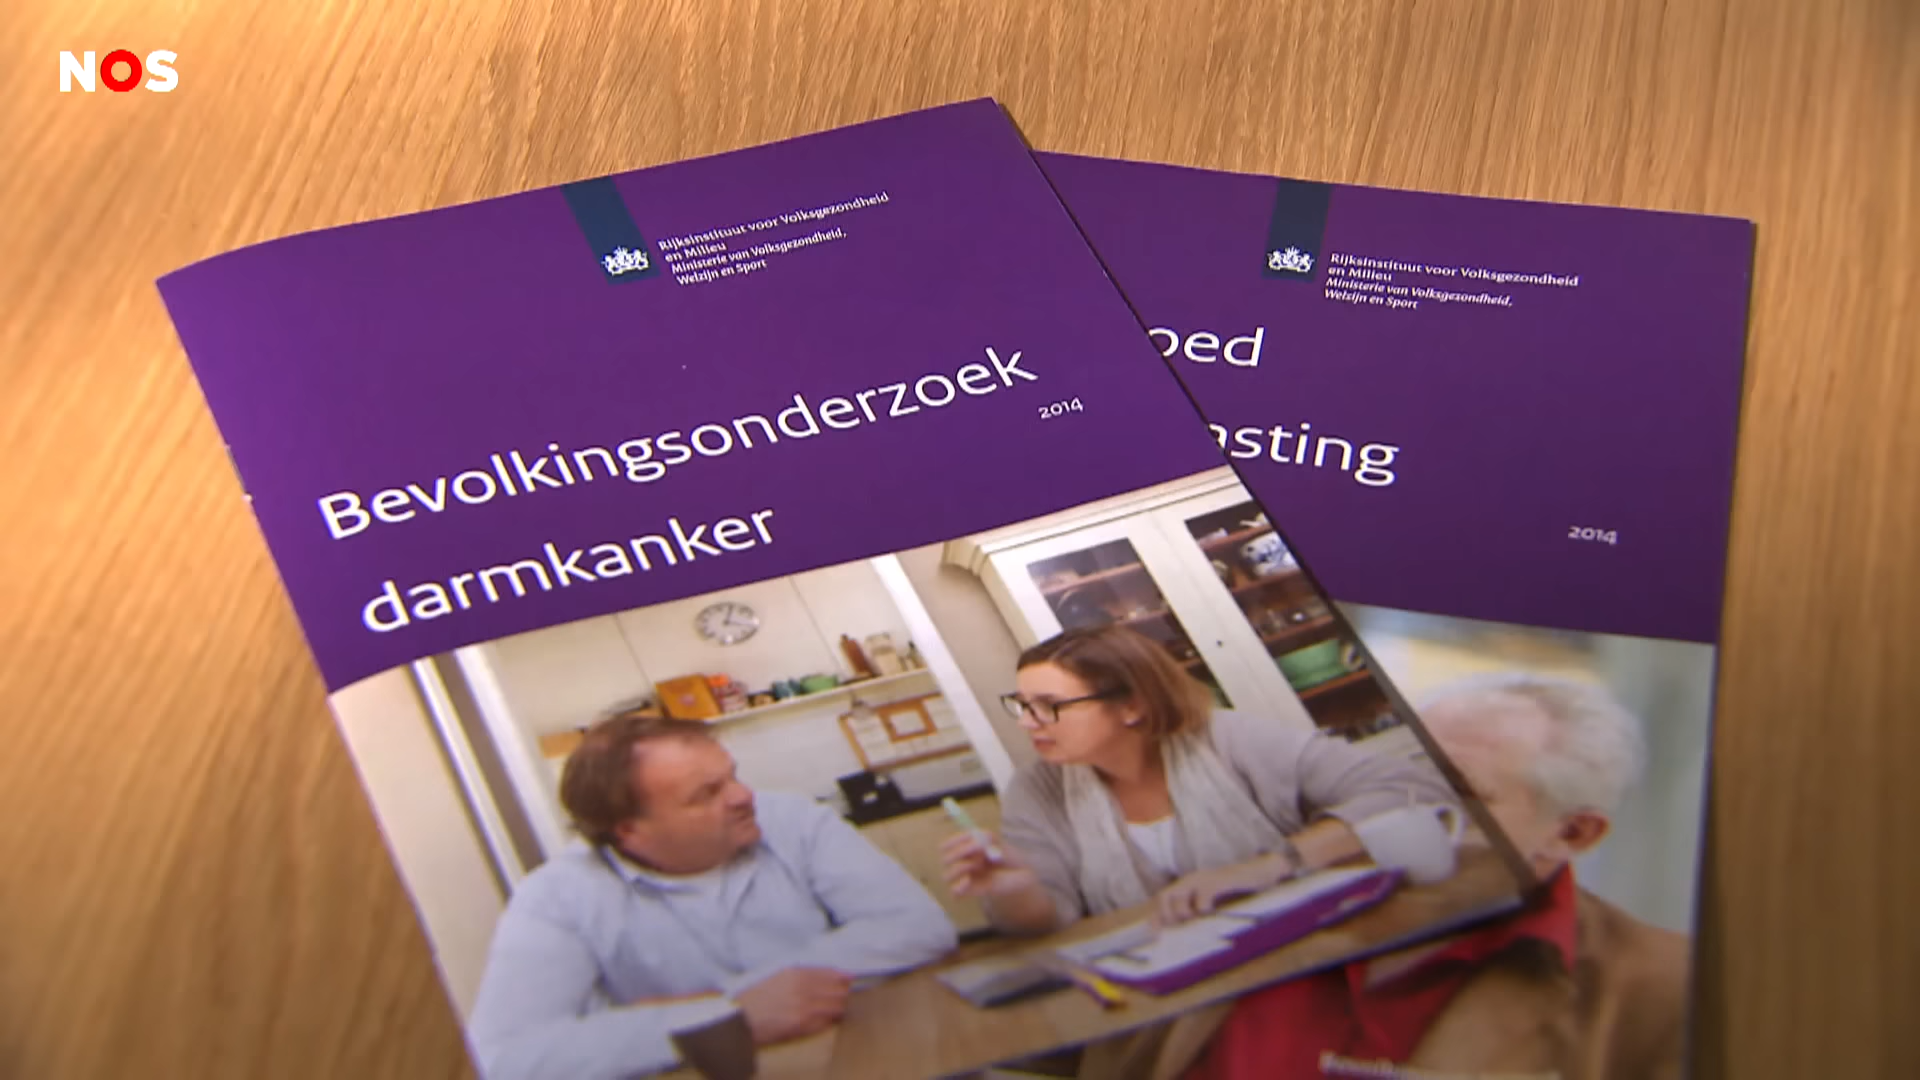 NOS
Rijksinstituut voor Volksgezondheid
en Milieu
Ministerie van Volksgezondheid,
Welzijn en Sport
Bevolkingsonderzoek
2014
darmkanker
Rijksinstituut voor Volksgezondheid
en Milieu
Ministerie van Volksgezondheid,
Welzijn en Sport
oed
asting
2014